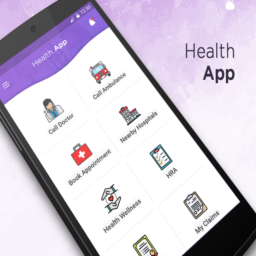 Health App
Call Doctor
Call Ambulance
Book Appointment
Nearby Hospitals
Health Wellness
HRA
My Claims
Health
App